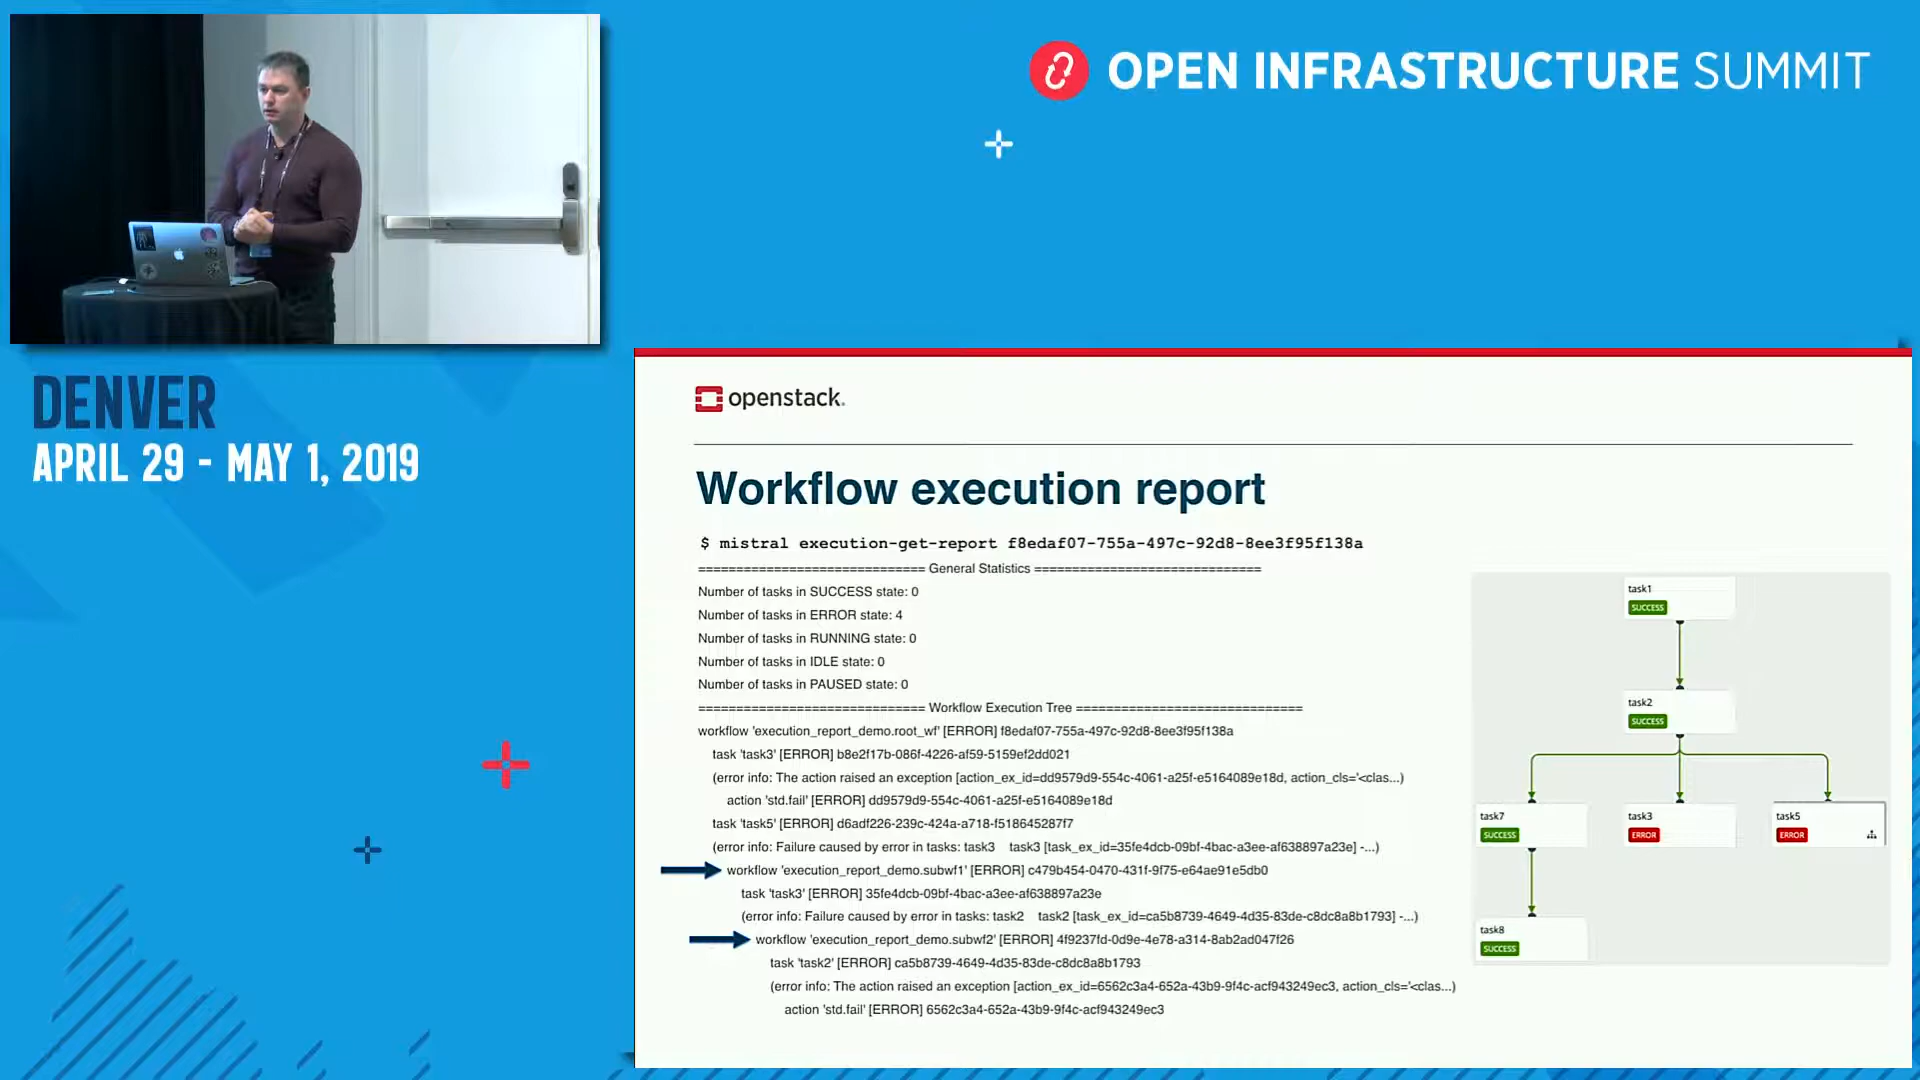 OPEN INFRASTRUCTURE SUMMIT
DENVER
APRIL 29 - MAY 1, 2019
openstack.
Workflow execution report
$ mistral execution-get-report f8edaf07-755a-497c-92d8-8ee3f95f138a
============================== General Statistics ==============================
Number of tasks in SUCCESS state: 0
Number of tasks in ERROR state: 4
Number of tasks in RUNNING state: 0
Number of tasks in IDLE state: 0
Number of tasks in PAUSED state: 0
============================== Workflow Execution Tree ==============================
workflow 'execution_report_demo.root_wf' [ERROR] f8edaf07-755a-497c-92d8-8ee3f95f138a
task 'task3' [ERROR] b8e2f17b-086f-4226-af59-5159ef2dd021
(error info: The action raised an exception [action_ex_id=dd9579d9-554c-4061-a25f-e5164089e18d, action_cls='<clas...)
action 'std.fail' [ERROR] dd9579d9-554c-4061-a25f-e5164089e18d
task 'task5' [ERROR] d6adf226-239c-424a-a718-f518645287f7
(error info: Failure caused by error in tasks: task3 task3 [task_ex_id=35fe4dcb-09bf-4bac-a3ee-af638897a23e] -...)
workflow 'execution_report_demo.subwf1' [ERROR] c479b454-0470-431f-9f75-e64ae91e5db0
task 'task3' [ERROR] 35fe4dcb-09bf-4bac-a3ee-af638897a23e
(error info: Failure caused by error in tasks: task2 task2 [task_ex_id=ca5b8739-4649-4d35-83de-c8dc8a8b1793] -...)
workflow 'execution_report_demo.subwf2' [ERROR] 4f9237fd-0d9e-4e78-a314-8ab2ad047f26
task 'task2' [ERROR] ca5b8739-4649-4d35-83de-c8dc8a8b1793
(error info: The action raised an exception [action_ex_id=6562c3a4-652a-43b9-9f4c-acf943249ec3, action_cls='<clas...)
action 'std.fail' [ERROR] 6562c3a4-652a-43b9-9f4c-acf943249ec3
task1
SUCCESS
task2
SUCCESS
task7
SUCCESS
task3
ERROR
task5
ERROR
task8
SUCCESS